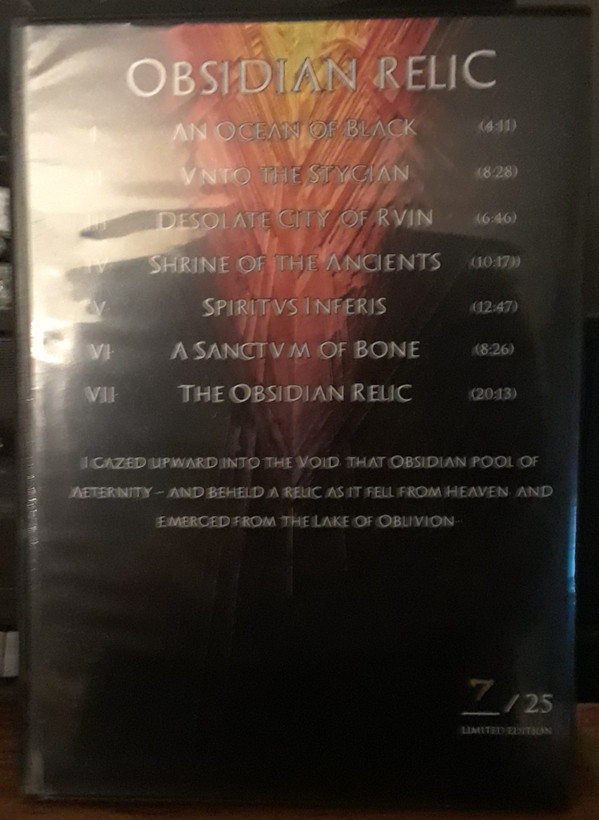 OBSIDIAN RELIC
I· AN OCEAN OF BLACK (4:11)
VNTO THE STYGIAN (8:28)
III· DESOLATE CITY OF RVIN (6:46)
IV· SHRINE OF THE ANCIENTS (10:17)
V· SPIRITVS INFERIS (12:47)
VI· A SANCTVM OF BONE (8:26)
VII· THE OBSIDIAN RELIC (20:13)
I GAZED UPWARD INTO THE VOID THAT OBSIDIAN POOL OF
AETERNITY – AND BEHELD A RELIC AS IT FELL FROM HEAVEN AND
EMERGED FROM THE LAKE OF OBLIVION
7 / 25
LIMITED EDITION